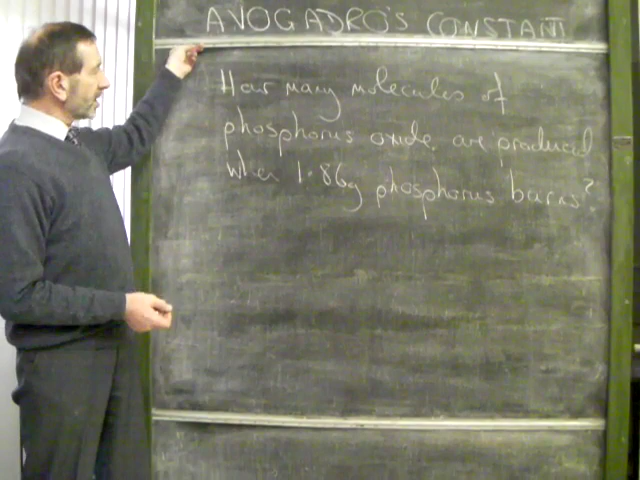 AVOGADRO'S CONSTANT
How many molecules of
phosphorus oxide are produced
when 1.86g phosphorus burns?